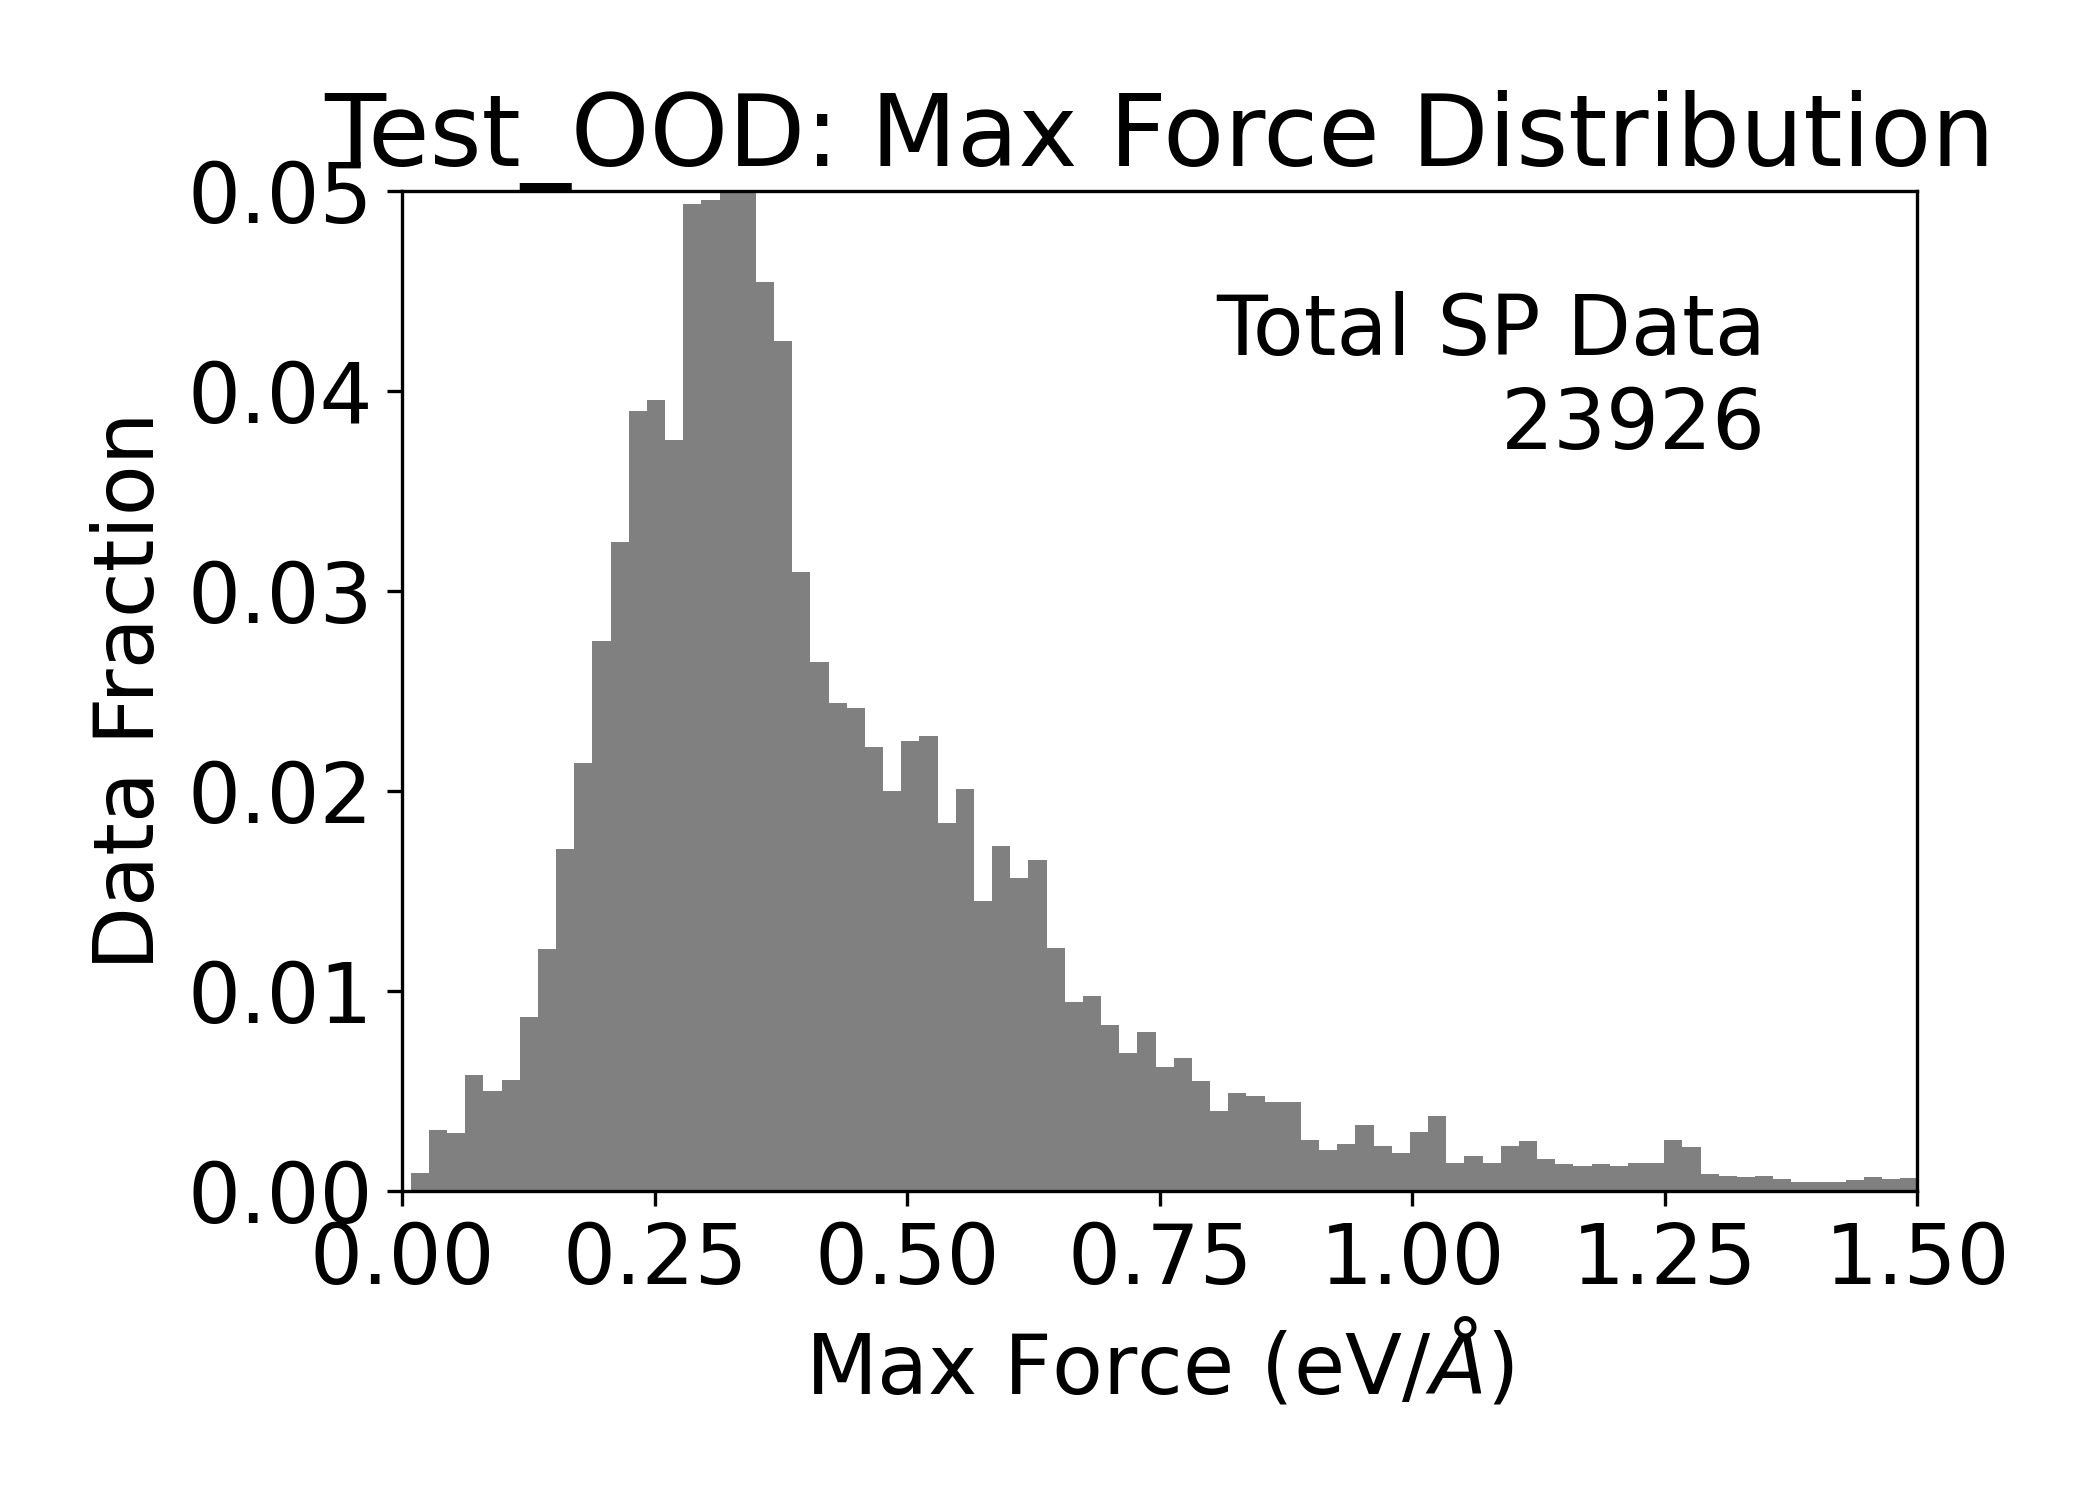 Test_OOD: Max Force Distribution
Total SP Data
23926
Data Fraction
0.05
0.04
0.03
0.02
0.01
0.00
0.00 0.25 0.50 0.75 1.00 1.25 1.50
Max Force (eV/Å)